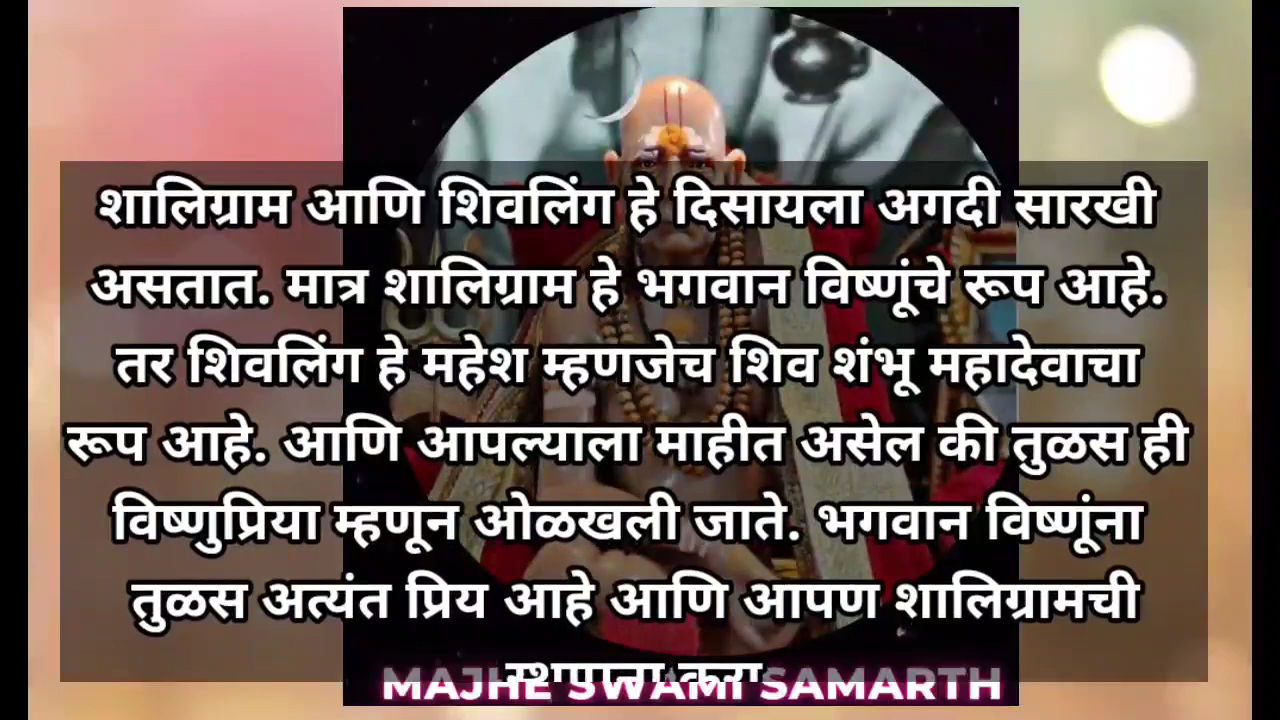 शालिग्राम आणि शिवलिंग हे दिसायला अगदी सारखी
असतात. मात्र शालिग्राम हे भगवान विष्णूंचे रूप आहे.
तर शिवलिंग हे महेश म्हणजेच शिव शंभू महादेवाचा
रूप आहे. आणि आपल्याला माहीत असेल की तुळस ही
विष्णुप्रिया म्हणून ओळखली जाते. भगवान विष्णूंना
तुळस अत्यंत प्रिय आहे आणि आपण शालिग्रामची
MAJHE SWAMI SAMARTH